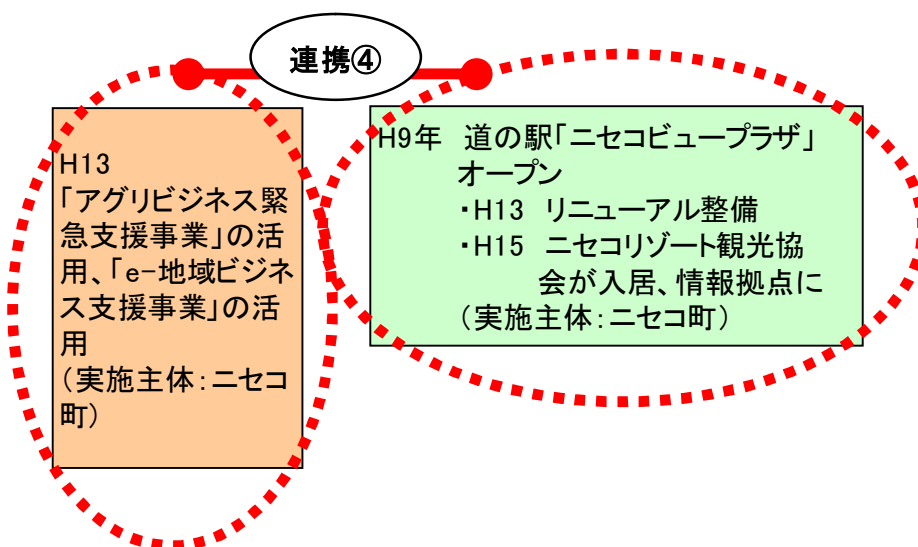 連携④
H13
「アグリビジネス緊
急支援事業」の活
用、「e-地域ビジネ
ス支援事業」の活
用
（実施主体：ニセコ
町）
H9年　道の駅「ニセコビュープラザ」
オープン
・H13　リニューアル整備
・H15　ニセコリゾート観光協
会が入居、情報拠点に
（実施主体：ニセコ町）